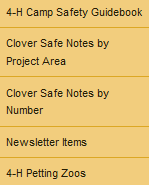 4-H Camp Safety Guidebook
Clover Safe Notes by
Project Area
Clover Safe Notes by
Number
Newsletter Items
4-H Petting Zoos